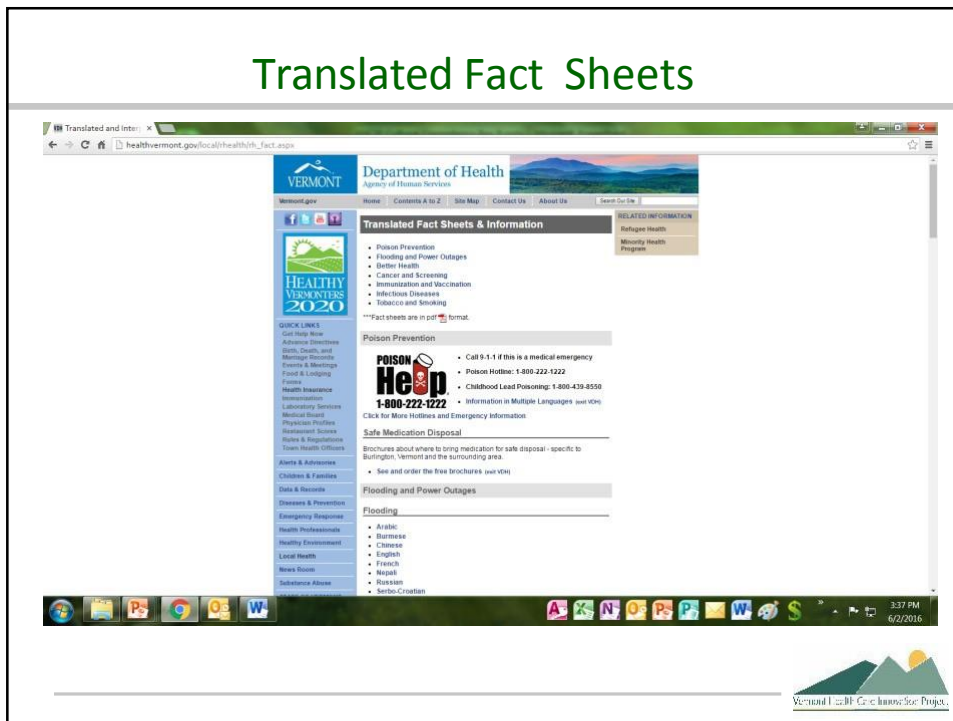 Translated Fact Sheets
Translated and Inter
healthvermont.gov/local/rhealth/rh_fact.aspx
VERMONT
Department of Health
Agency of Human Services
Vermont.gov
Home Contents A to Z Site Map Contact Us About Us Search Our Site
Translated Fact Sheets & Information
RELATED INFORMATION
Refugee Health
Minority Health
Program
• Poison Prevention
• Flooding and Power Outages
• Better Health
• Cancer and Screening
• Immunization and Vaccination
• Infectious Diseases
• Tobacco and Smoking
***Fact sheets are in pdf format.
HEALTHY
VERMONTERS
2020
QUICK LINKS
Get Help Now
Advance Directives
Birth, Death, and
Marriage Records
Events & Meetings
Food & Lodging
Forms
Health Insurance
Immunization
Laboratory Services
Medical Board
Physician Profiles
Restaurant Scores
Rules & Regulations
Town Health Officers
Alerts & Advisories
Children & Families
Data & Records
Diseases & Prevention
Emergency Response
Health Professionals
Healthy Environment
Local Health
News Room
Substance Abuse
Poison Prevention
POISON
Help
1-800-222-1222
• Call 9-1-1 if this is a medical emergency
• Poison Hotline: 1-800-222-1222
• Childhood Lead Poisoning: 1-800-439-8550
• Information in Multiple Languages (exit VDH)
Click for More Hotlines and Emergency Information
Safe Medication Disposal
Brochures about where to bring medication for safe disposal - specific to
Burlington, Vermont and the surrounding area.
• See and order the free brochures (exit VDH)
Flooding and Power Outages
Flooding
• Arabic
• Burmese
• Chinese
• English
• French
• Nepali
• Russian
• Serbo-Croatian
3:37 PM
6/2/2016
Vermont Health Care Innovation Project